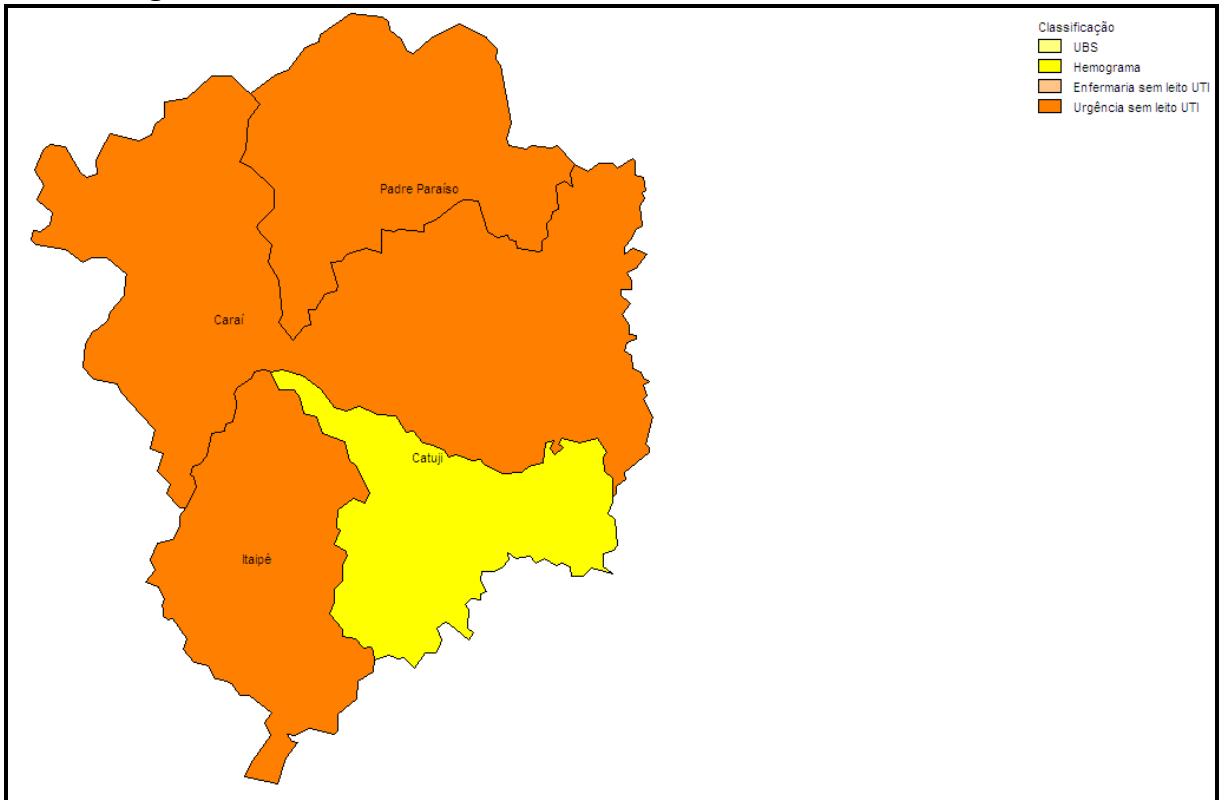 Classificação
UBS
Hemograma
Enfermaria sem leito UTI
Urgência sem leito UTI
Padre Paraíso
Caraí
Catuji
Itaipé